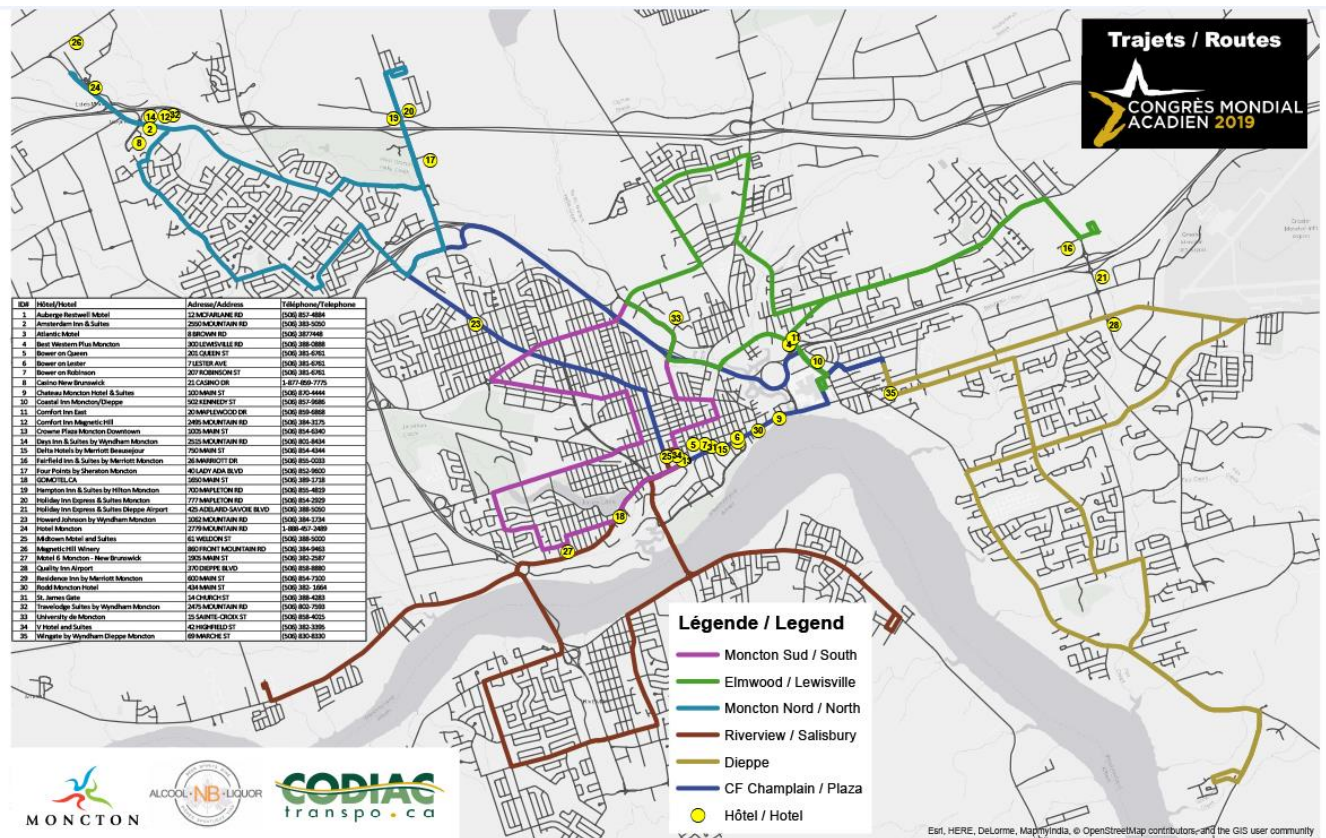 Trajets / Routes
CONGRÈS MONDIAL
ACADIEN 2019
ID# Hôtel/Hotel Adresse/Address Téléphone/Telephone
1 Auberge Restwell Motel 12 MCFARLANE RD (506) 857-4884
2 Amsterdam Inn & Suites 2550 MOUNTAIN RD (506) 383-5050
3 Atlantic Motel 8 BROWN RD (506) 3877448
4 Best Western Plus Moncton 300 LEWISVILLE RD (506) 388-0888
5 Bower on Queen 201 QUEEN ST (506) 381-6761
6 Bower on Lester 7 LESTER AVE (506) 381-6761
7 Bower on Robinson 207 ROBINSON ST (506) 381-6761
8 Casino New Brunswick 21 CASINO DR 1-877-859-7775
9 Chateau Moncton Hotel & Suites 100 MAIN ST (506) 870-4444
10 Coastal Inn Moncton/Dieppe 502 KENNEDY ST (506) 857-9686
11 Comfort Inn East 20 MAPLEWOOD DR (506) 859-6868
12 Comfort Inn Magnetic Hill 2495 MOUNTAIN RD (506) 384-3175
13 Crowne Plaza Moncton Downtown 1005 MAIN ST (506) 854-6340
14 Days Inn & Suites by Wyndham Moncton 2515 MOUNTAIN RD (506) 801-8434
15 Delta Hotels by Merriott Beausejour 750 MAIN ST (506) 854-4344
16 Fairfield Inn & Suites by Merriott Moncton 26 MARRIOTT DR (506) 855-0033
17 Four Points by Sheraton Moncton 40 LADY ADA BLVD (506) 852-9600
18 GOMOTEL.CA 1650 MAIN ST (506) 389-1718
19 Hampton Inn & Suites by Hilton Moncton 700 MAPLETON RD (506) 855-4819
20 Holiday Inn Express & Suites Moncton 777 MAPLETON RD (506) 854-2929
21 Holiday Inn Express & Suites Dieppe Airport 425 ADELARD-SAVOIE BLVD (506) 388-5050
23 Howard Johnson by Wyndham Moncton 1062 MOUNTAIN RD (506) 384-1734
24 Hotel Moncton 2779 MOUNTAIN RD 1-888-457-2489
25 Midtown Motel and Suites 61 WELDON ST (506) 388-5000
26 Magnetic Hill Winery 860 FRONT MOUNTAIN RD (506) 384-9463
27 Motel 6 Moncton - New Brunswick 1905 MAIN ST (506) 382-2587
28 Quality Inn Airport 370 DIEPPE BLVD (506) 858-8880
29 Residence Inn by Merriott Moncton 600 MAIN ST (506) 854-7100
30 Rodd Moncton Hotel 434 MAIN ST (506) 382- 1664
31 St. James Gate 14 CHURCH ST (506) 388-4283
32 Travelodge Suites by Wyndham Moncton 2475 MOUNTAIN RD (506) 802-7593
33 University de Moncton 15 SAINTE-CROIX ST (506) 858-4015
34 V Hotel and Suites 42 HIGHFIELD ST (506) 382-3395
35 Wingate by Wyndham Dieppe Moncton 69 MARCHE ST (506) 830-8330
Légende / Legend
Moncton Sud / South
Elmwood / Lewisville
Moncton Nord / North
Riverview / Salisbury
Dieppe
CF Champlain / Plaza
Hôtel / Hotel
MONCTON
ALCOOL·NB·LIQUOR
CODIAC
transpo.ca
Esri, HERE, DeLorme, MapmyIndia, © OpenStreetMap contributors, and the GIS user community